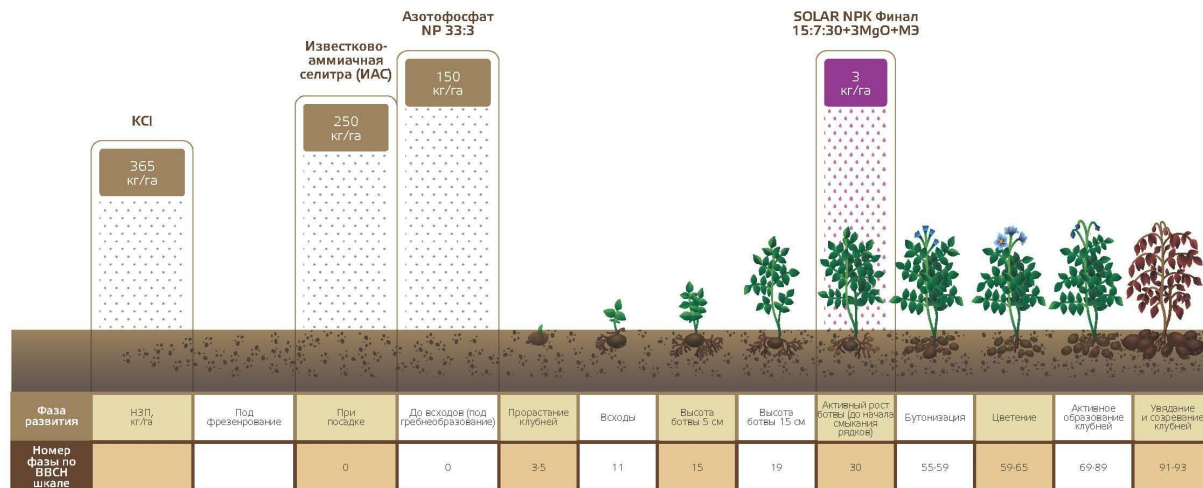 Азотофосфат
NP 33:3
SOLAR NPK Финал
15:7:30+3MgO+МЭ
Известково-
аммиачная
селитра (ИАС)
KCl
150
кг/га
3
кг/га
250
кг/га
365
кг/га
Фаза
развития
НЗП,
кг/га
Под
фрезенрование
При
посадке
До всходов (под
гребнеобразование)
Прорастание
клубней
Всходы
Высота
ботвы 5 см
Высота
ботвы 15 см
Активный рост
ботвы (до начала
смыкания
рядков)
Бутонизация
Цветение
Активное
образование
клубней
Увядание
и созревание
клубней
Номер
фазы по
BBCH
шкале
0
0
3-5
11
15
19
30
55-59
59-65
69-89
91-93